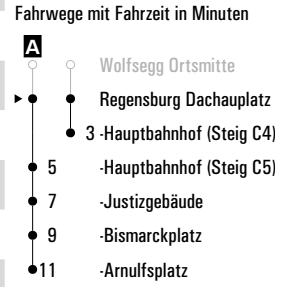 Fahrwege mit Fahrzeit in Minuten
A
Wolfsegg Ortsmitte
Regensburg Dachauplatz
3 -Hauptbahnhof (Steig C4)
5 -Hauptbahnhof (Steig C5)
7 -Justizgebäude
9 -Bismarckplatz
11 -Arnulfsplatz